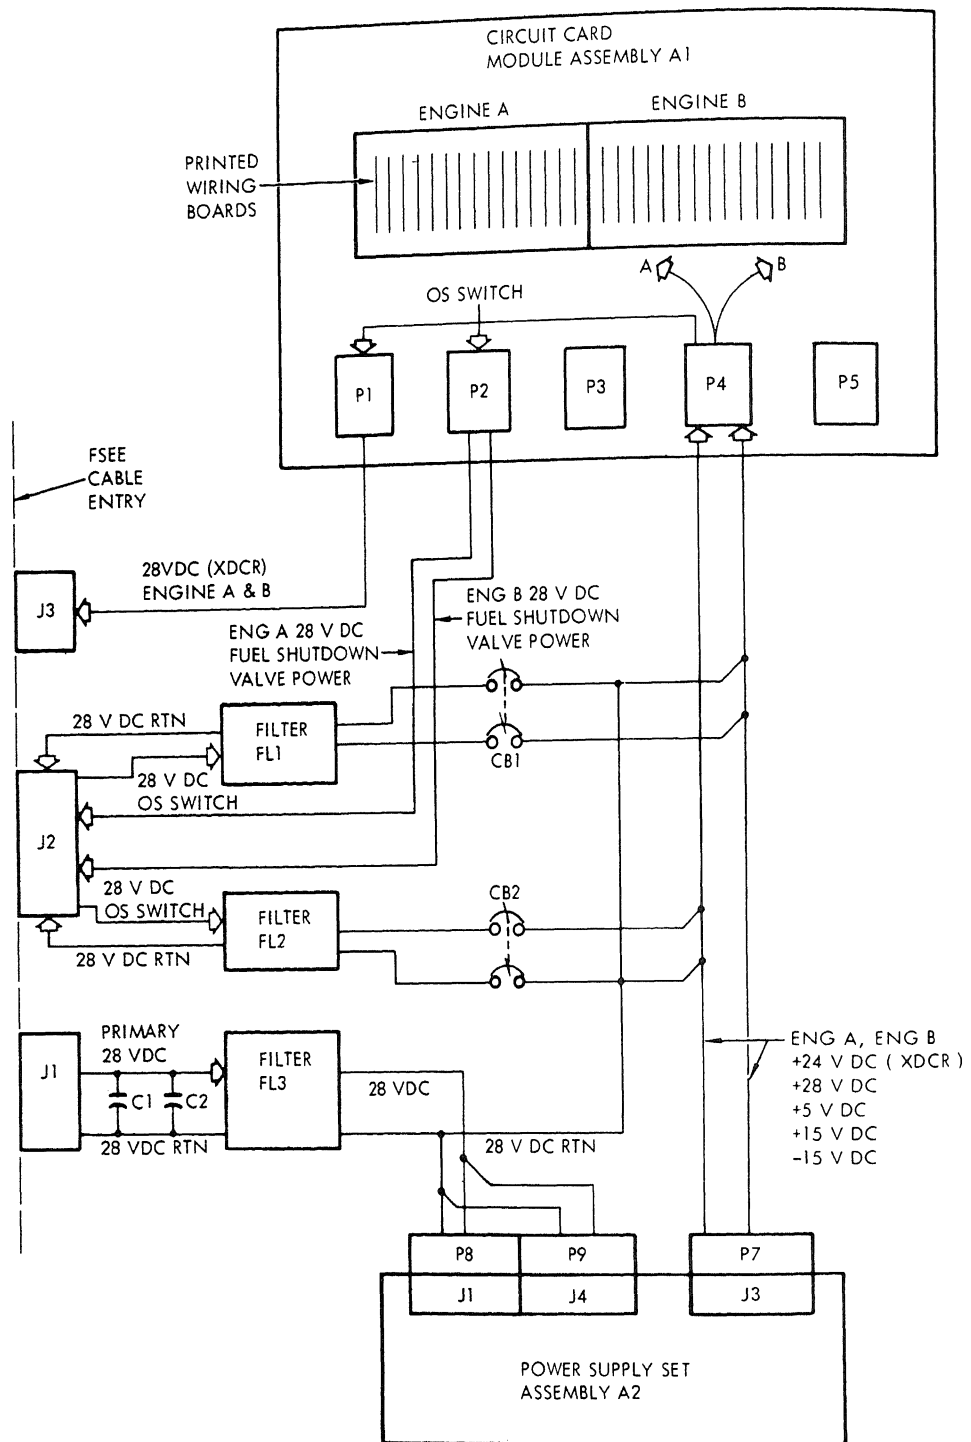 CIRCUIT CARD
MODULE ASSEMBLY A1
ENGINE A
ENGINE B
PRINTED
WIRING
BOARDS
A
B
OS SWITCH
P1
P2
P3
P4
P5
FSEE
CABLE
ENTRY
J3
28VDC (XDCR)
ENGINE A & B
ENG A 28 V DC
FUEL SHUTDOWN
VALVE POWER
ENG B 28 V DC
FUEL SHUTDOWN
VALVE POWER
28 V DC RTN
FILTER
FL1
CB1
28 V DC
OS SWITCH
J2
28 V DC
OS SWITCH
28 V DC RTN
FILTER
FL2
CB2
J1
PRIMARY
28 VDC
C1
C2
28 VDC RTN
FILTER
FL3
28 VDC
28 V DC RTN
ENG A, ENG B
+24 V DC ( XDCR )
+28 V DC
+5 V DC
+15 V DC
-15 V DC
P8
P9
P7
J1
J4
J3
POWER SUPPLY SET
ASSEMBLY A2